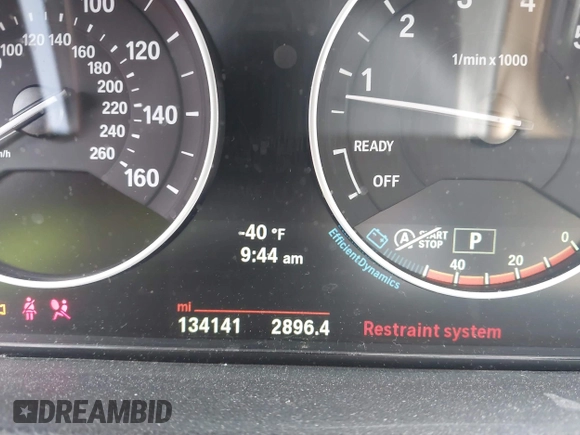 100
120
140
160
100 120 140
160
180
200
220
240
260
1
2
3
4
5
1/min x 1000
READY
OFF
-40 °F
9:44 am
A START
STOP
P
EfficientDynamics
40 20 0
mi
134141 2896.4
Restraint system
DREAMBID